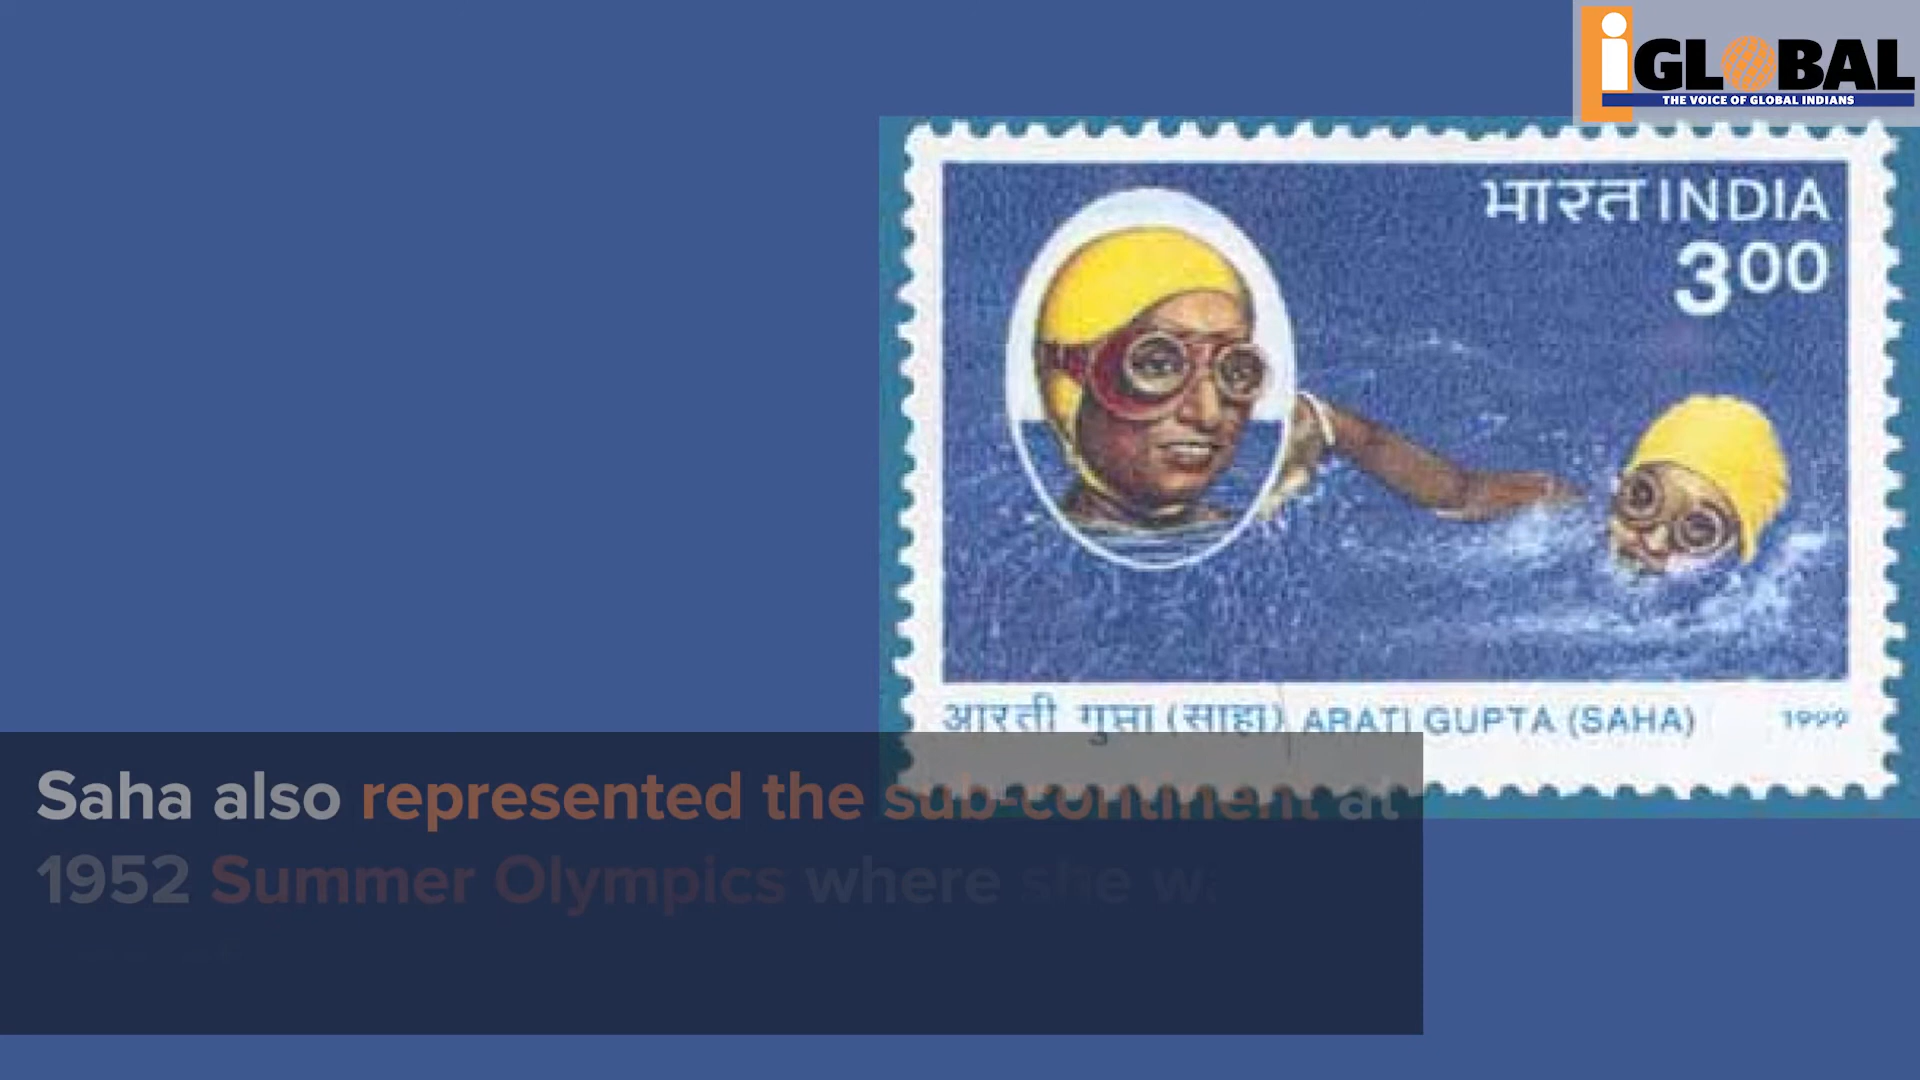 iGLOBAL
THE VOICE OF GLOBAL INDIANS
भारत INDIA
300
आरती गुप्ता (साहा) ARATI GUPTA (SAHA) 1999
Saha also represented the sub-continent at
1952 Summer Olympics where she